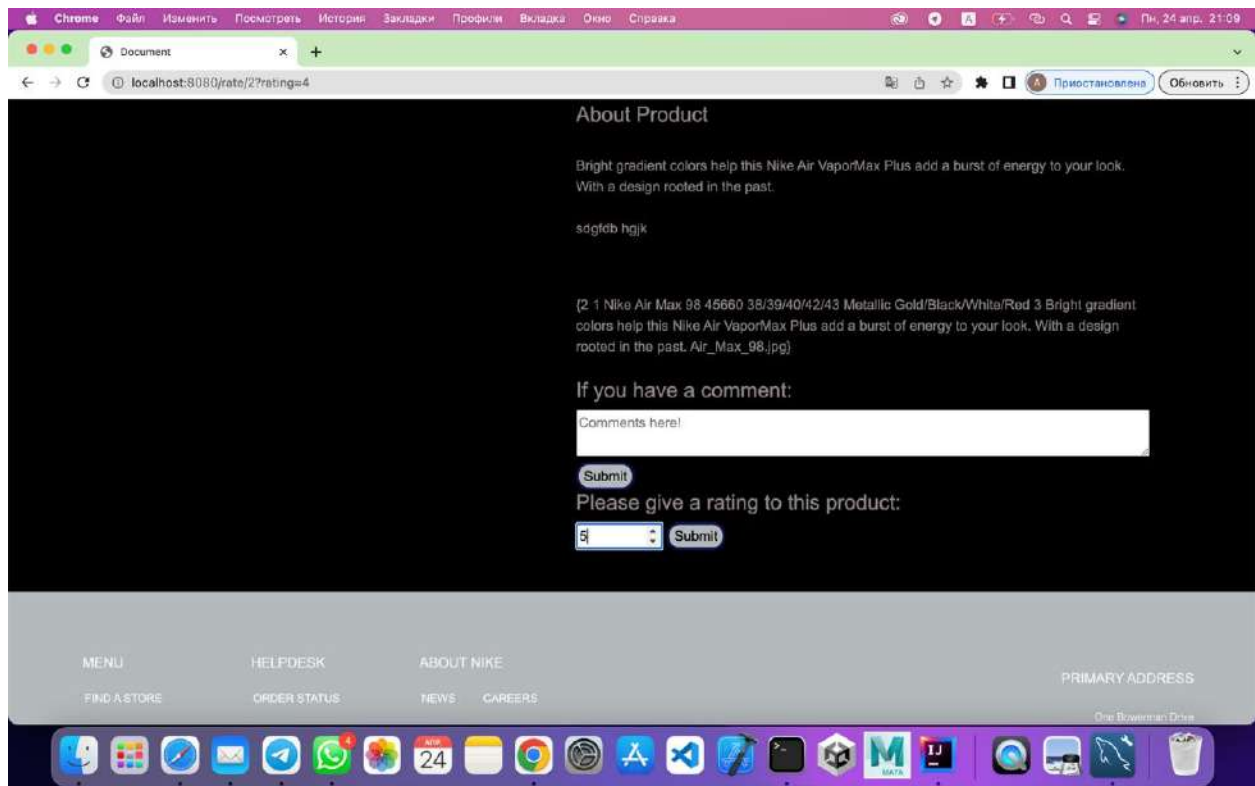 Chrome Файл Изменить Посмотреть История Закладки Профили Вкладка Окно Справка Пн, 24 апр. 21:09
Document
localhost:8080/rate/2?rating=4 Приостановлена Обновить
About Product
Bright gradient colors help this Nike Air VaporMax Plus add a burst of energy to your look.
With a design rooted in the past.
sdgfdb hgjk
{2 1 Nike Air Max 98 45660 38/39/40/42/43 Metallic Gold/Black/White/Red 3 Bright gradient
colors help this Nike Air VaporMax Plus add a burst of energy to your look. With a design
rooted in the past. Air_Max_98.jpg}
If you have a comment:
Comments here!
Submit
Please give a rating to this product:
5 Submit
MENU HELPDESK ABOUT NIKE
PRIMARY ADDRESS
FIND A STORE ORDER STATUS NEWS CAREERS
One Bowerman Drive
4
АПР.
24
M
MAYA
IJ